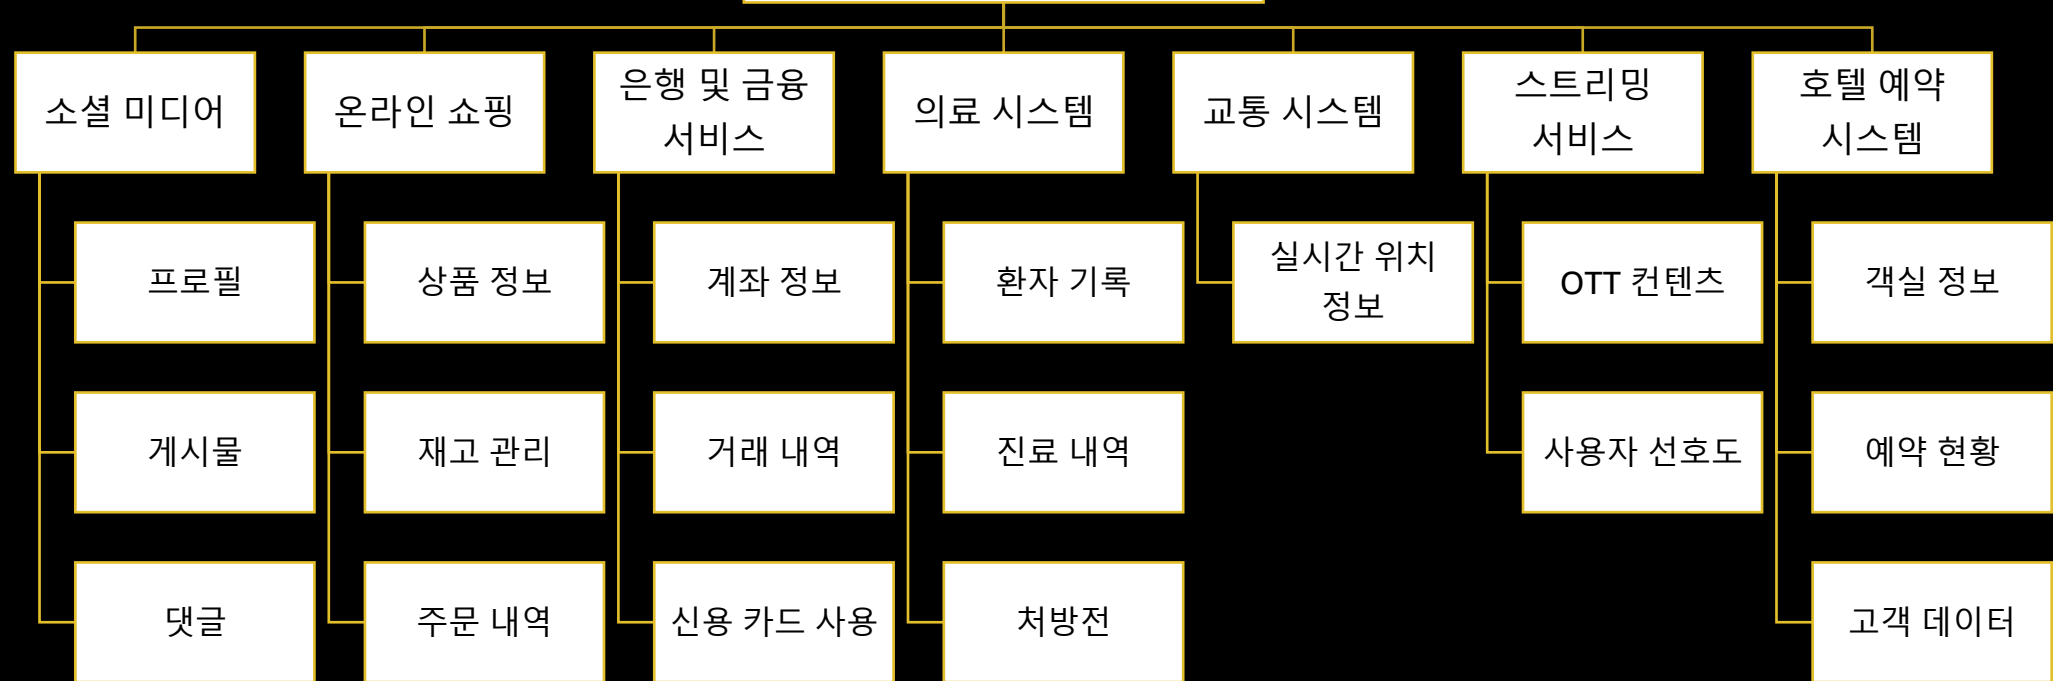 소셜 미디어
온라인 쇼핑
은행 및 금융
서비스
의료 시스템
교통 시스템
스트리밍
서비스
호텔 예약
시스템
프로필
상품 정보
계좌 정보
환자 기록
실시간 위치
정보
OTT 컨텐츠
객실 정보
게시물
재고 관리
거래 내역
진료 내역
사용자 선호도
예약 현황
댓글
주문 내역
신용 카드 사용
처방전
고객 데이터